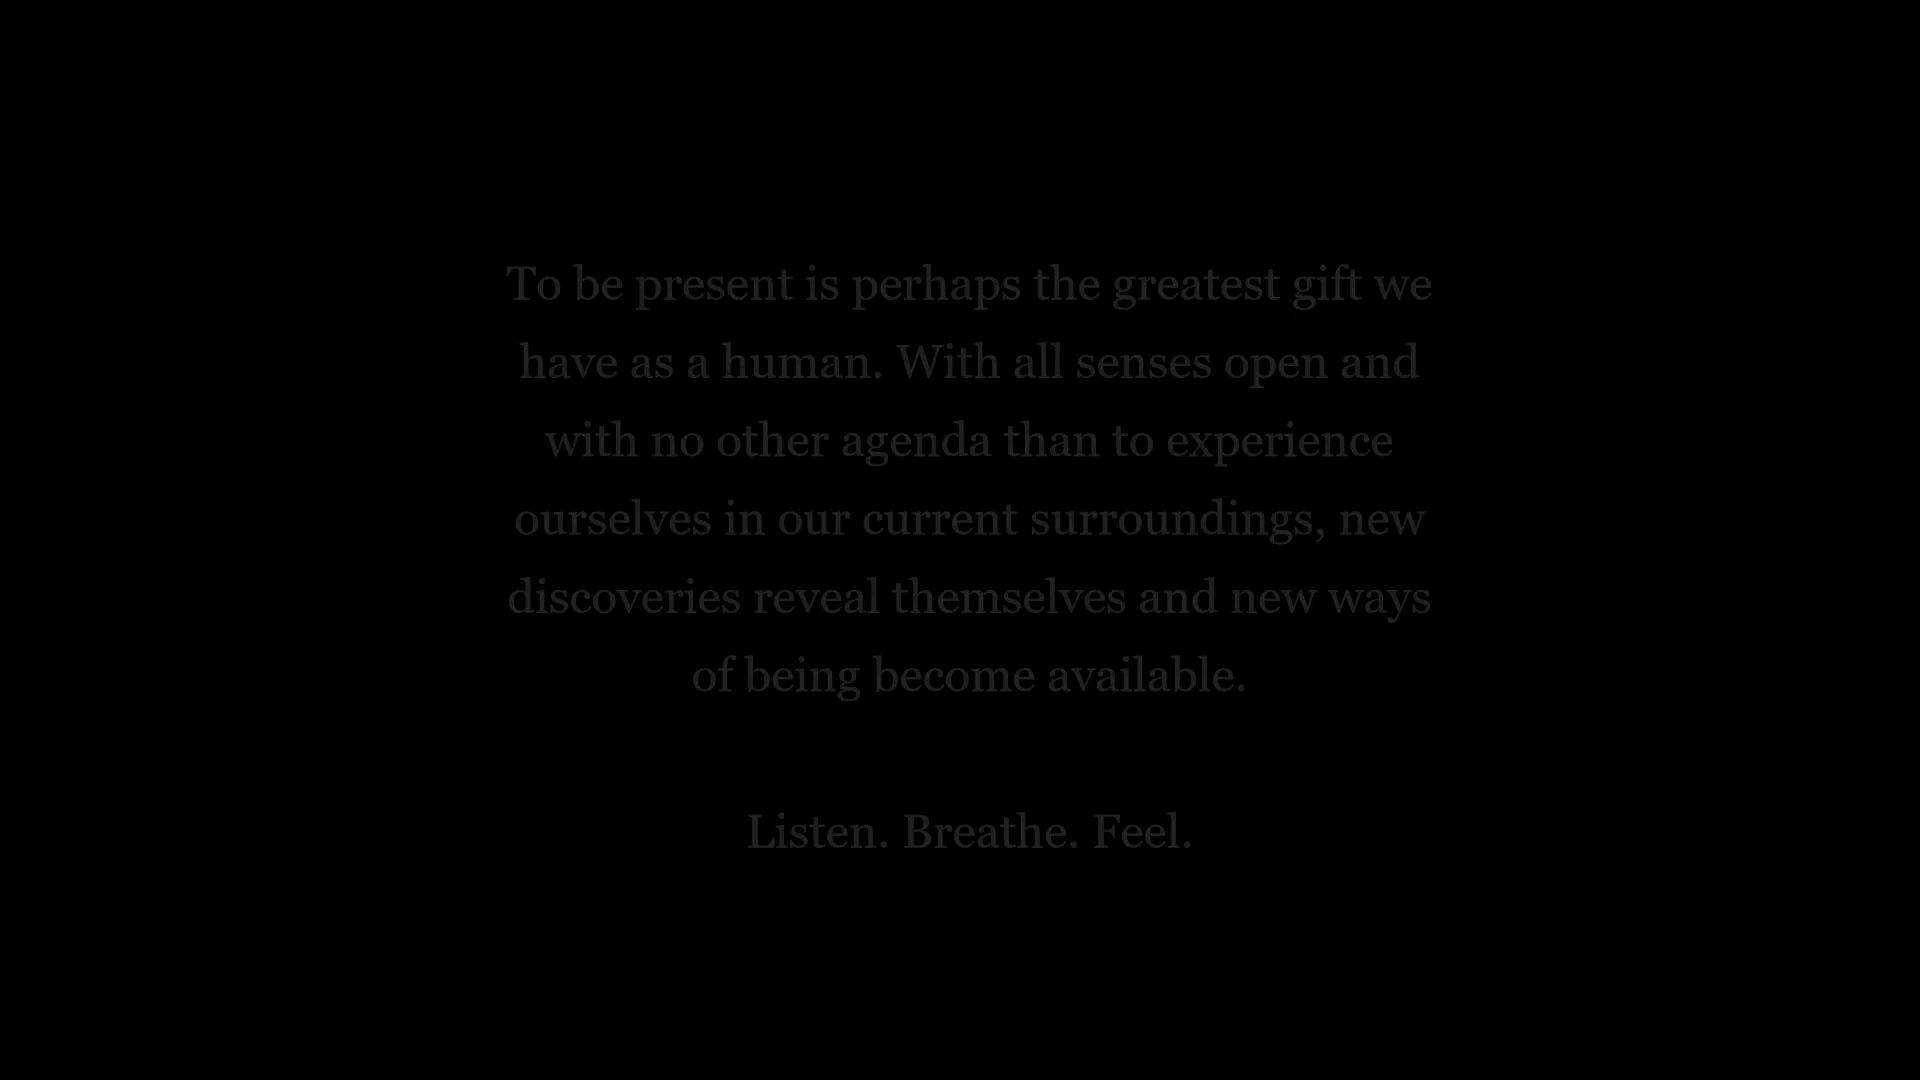 To be present is perhaps the greatest gift we
have as a human. With all senses open and
with no other agenda than to experience
ourselves in our current surroundings, new
discoveries reveal themselves and new ways
of being become available.
Listen. Breathe. Feel.